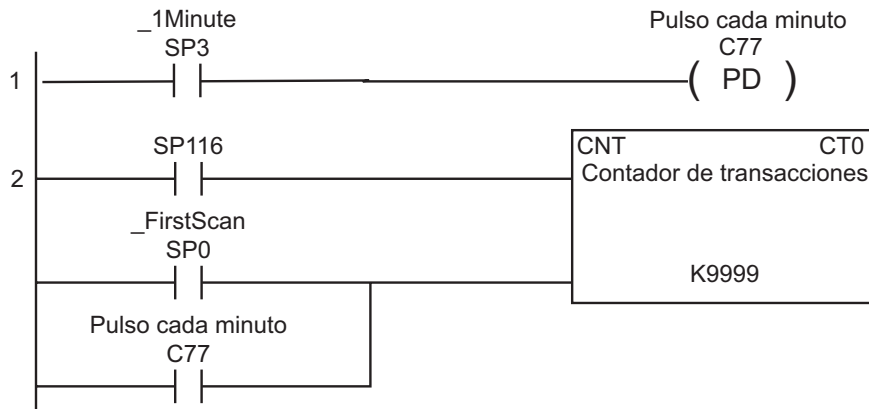 _1Minute
SP3
Pulso cada minuto
C77
1
( PD )
SP116
CNT CT0
2
Contador de transacciones
_FirstScan
SP0
K9999
Pulso cada minuto
C77